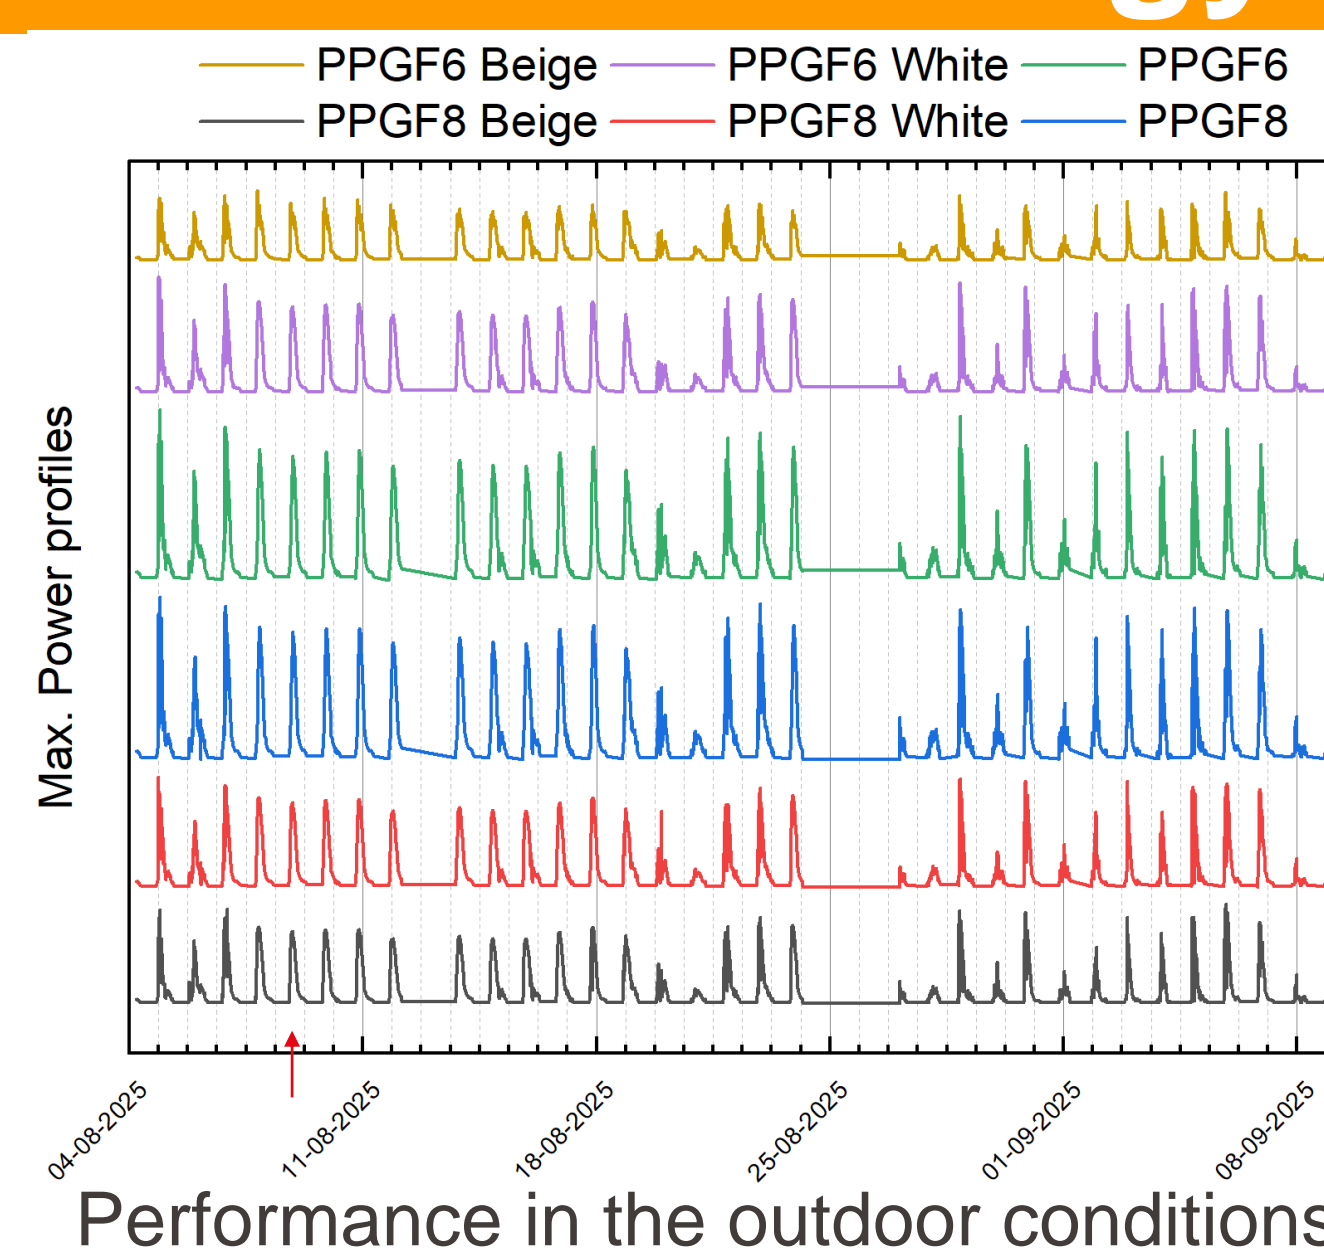 PPGF6 Beige PPGF6 White PPGF6
PPGF8 Beige PPGF8 White PPGF8
Max. Power profiles
04-08-2025 11-08-2025 18-08-2025 25-08-2025 01-09-2025 08-09-2025
Performance in the outdoor conditions